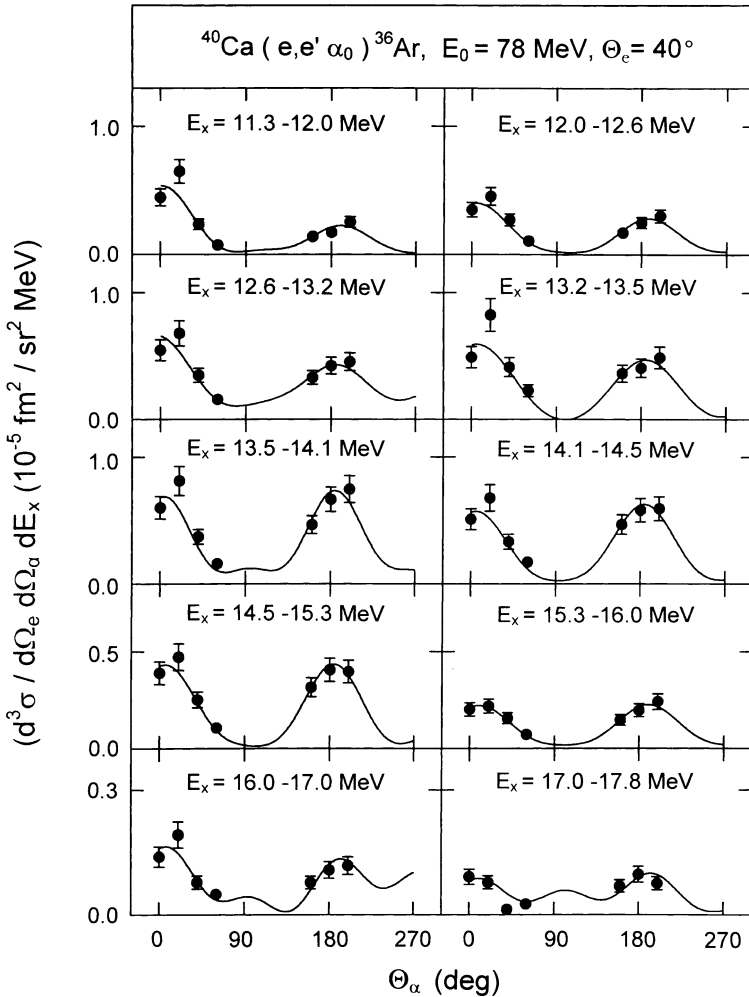 ⁴⁰Ca ( e,e' α₀ ) ³⁶Ar, E₀ = 78 MeV, Θₑ = 40°
Eₓ = 11.3 -12.0 MeV
Eₓ = 12.0 -12.6 MeV
1.0
0.0
Eₓ = 12.6 -13.2 MeV
Eₓ = 13.2 -13.5 MeV
1.0
0.0
Eₓ = 13.5 -14.1 MeV
Eₓ = 14.1 -14.5 MeV
1.0
0.0
Eₓ = 14.5 -15.3 MeV
Eₓ = 15.3 -16.0 MeV
0.5
0.0
Eₓ = 16.0 -17.0 MeV
Eₓ = 17.0 -17.8 MeV
0.3
0.0
0 90 180 270 0 90 180 270
Θα (deg)
(d³σ / dΩₑ dΩα dEₓ (10⁻⁵ fm² / sr² MeV)